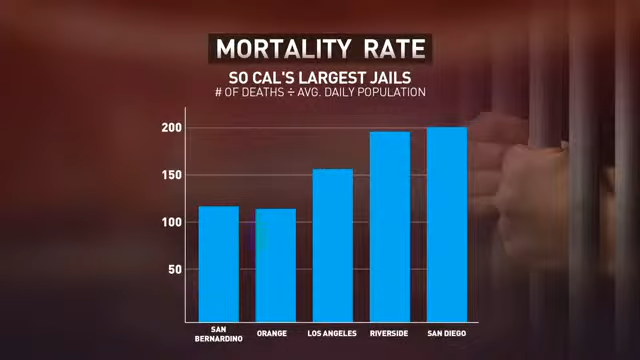 MORTALITY RATE
SO CAL'S LARGEST JAILS
# OF DEATHS ÷ AVG. DAILY POPULATION
200
150
100
50
SAN BERNARDINO
ORANGE
LOS ANGELES
RIVERSIDE
SAN DIEGO